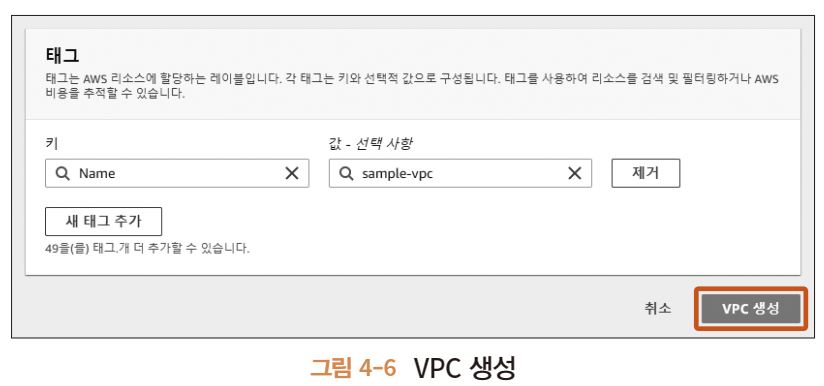 태그
태그는 AWS 리소스에 할당하는 레이블입니다. 각 태그는 키와 선택적 값으로 구성됩니다. 태그를 사용하여 리소스를 검색 및 필터링하거나 AWS
비용을 추적할 수 있습니다.
키
값 - 선택 사항
Name
sample-vpc
제거
새 태그 추가
49을(를) 태그.개 더 추가할 수 있습니다.
취소
VPC 생성
그림 4-6 VPC 생성